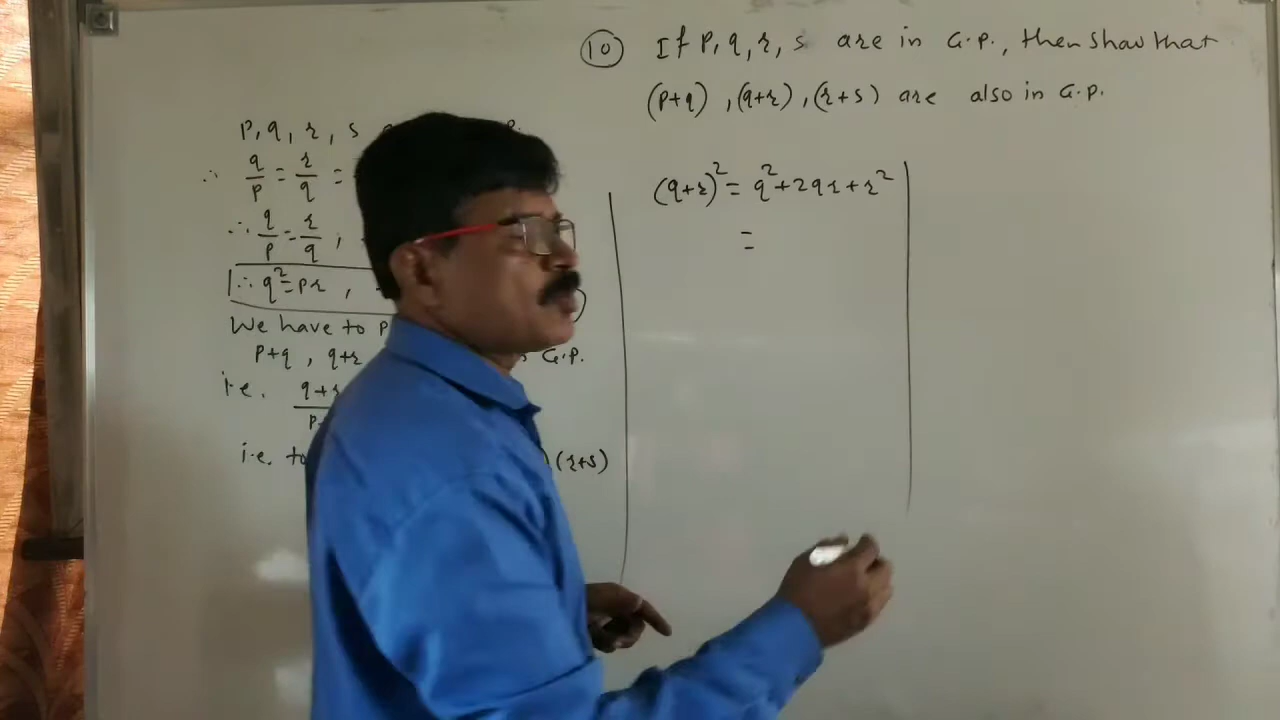 (10) If p, q, r, s are in G.P., then show that
(p+q), (q+r), (r+s) are also in G.P.
p, q, r, s
∴ q/p = r/q =
∴ q/p = r/q,
∴ q² = pr,
We have to p
p+q, q+r G.P.
i.e. q+
i.e. to (r+s)
(q+r)² = q² + 2qr + r²
=